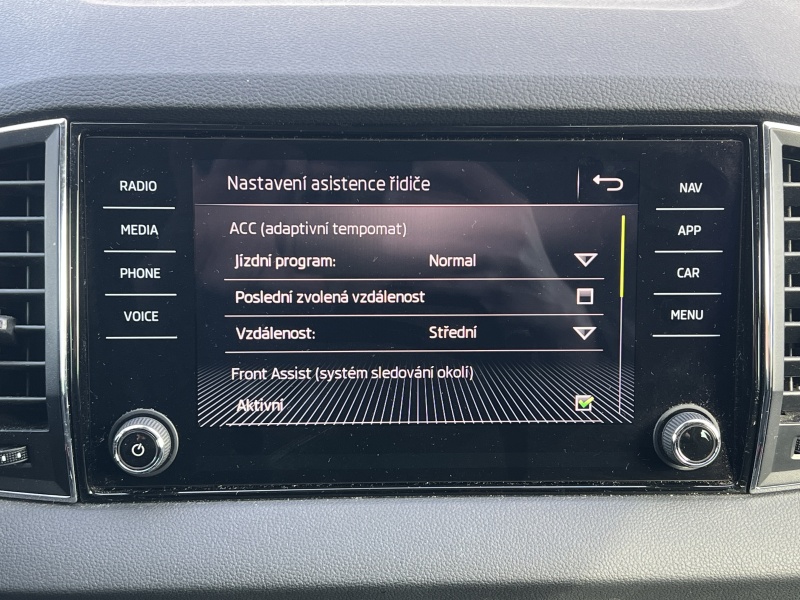 RADIO
MEDIA
PHONE
VOICE
Nastavení asistence řidiče
ACC (adaptivní tempomat)
Jízdní program: Normal
Poslední zvolená vzdálenost
Vzdálenost: Střední
Front Assist (systém sledování okolí)
Aktivní
NAV
APP
CAR
MENU